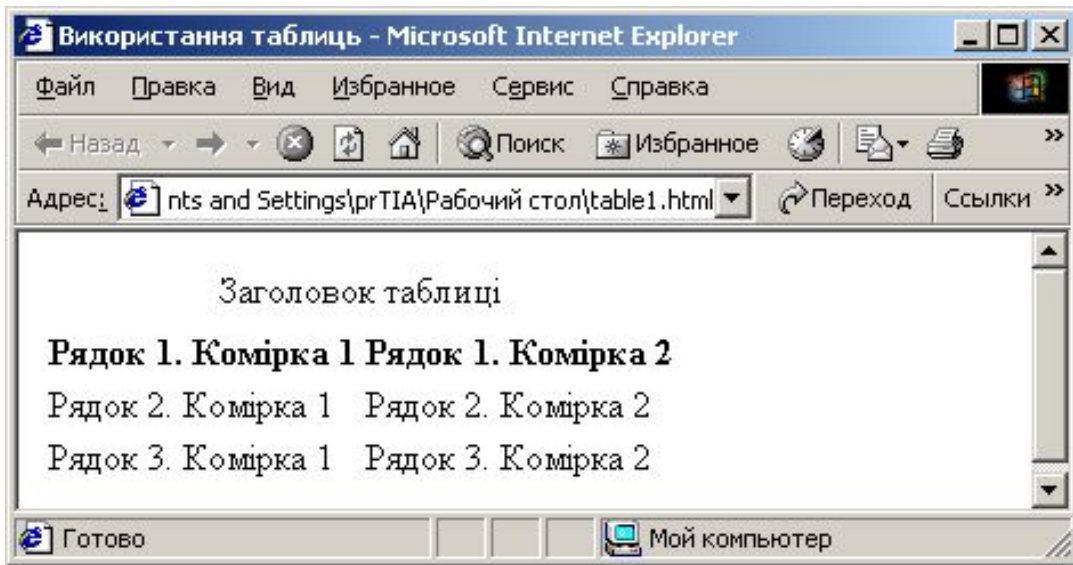 Використання таблиць - Microsoft Internet Explorer
Файл Правка Вид Избранное Сервис Справка
Назад Поиск Избранное »
Адрес: nts and Settings\prTIA\Рабочий стол\table1.html Переход Ссылки »
Заголовок таблиці
Рядок 1. Комірка 1 Рядок 1. Комірка 2
Рядок 2. Комірка 1 Рядок 2. Комірка 2
Рядок 3. Комірка 1 Рядок 3. Комірка 2
Готово Мой компьютер